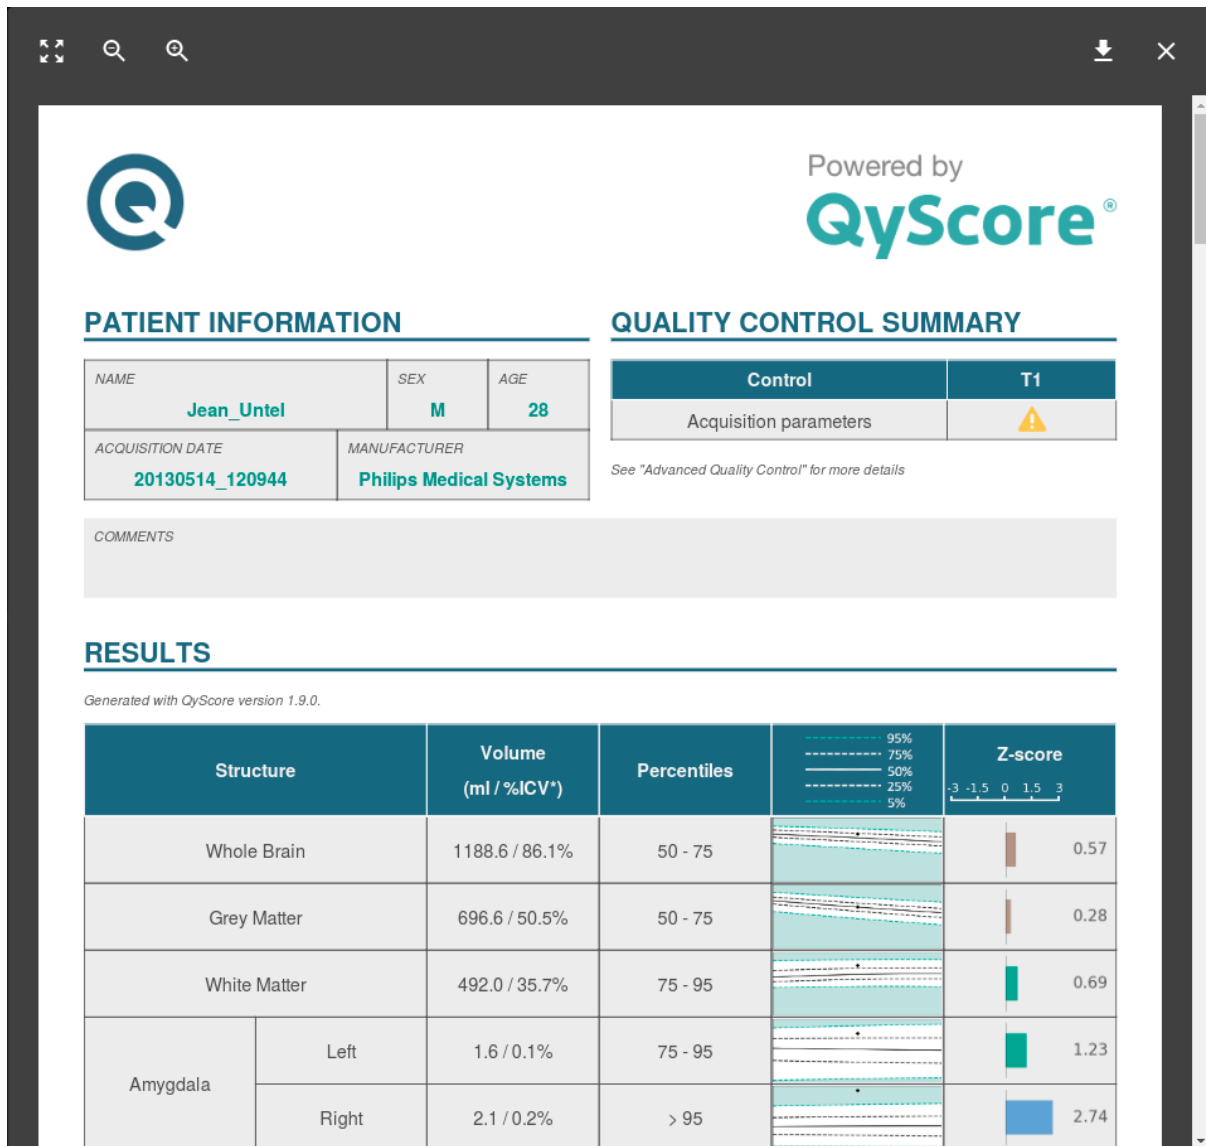 Powered by
QyScore®
PATIENT INFORMATION
QUALITY CONTROL SUMMARY
NAME
SEX
AGE
Jean_Untel
M
28
ACQUISITION DATE
MANUFACTURER
20130514_120944
Philips Medical Systems
Control
T1
Acquisition parameters
See "Advanced Quality Control" for more details
COMMENTS
RESULTS
Generated with QyScore version 1.9.0.
Structure
Volume
(ml / %ICV*)
Percentiles
95%
75%
50%
25%
5%
Z-score
-3 -1.5 0 1.5 3
Whole Brain 1188.6 / 86.1% 50 - 75 0.57
Grey Matter 696.6 / 50.5% 50 - 75 0.28
White Matter 492.0 / 35.7% 75 - 95 0.69
Amygdala
Left 1.6 / 0.1% 75 - 95 1.23
Right 2.1 / 0.2% > 95 2.74